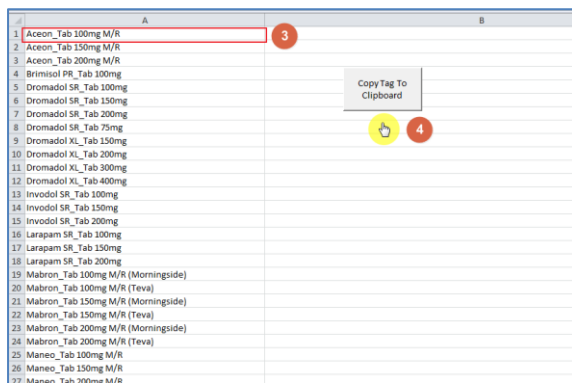 A B
1 Aceon_Tab 100mg M/R 3
2 Aceon_Tab 150mg M/R
3 Aceon_Tab 200mg M/R
4 Brimisol PR_Tab 100mg
5 Dromadol SR_Tab 100mg
Copy Tag To
Clipboard
6 Dromadol SR_Tab 150mg
7 Dromadol SR_Tab 200mg
8 Dromadol SR_Tab 75mg 4
9 Dromadol XL_Tab 150mg
10 Dromadol XL_Tab 200mg
11 Dromadol XL_Tab 300mg
12 Dromadol XL_Tab 400mg
13 Invodol SR_Tab 100mg
14 Invodol SR_Tab 150mg
15 Invodol SR_Tab 200mg
16 Larapam SR_Tab 100mg
17 Larapam SR_Tab 150mg
18 Larapam SR_Tab 200mg
19 Mabron_Tab 100mg M/R (Morningside)
20 Mabron_Tab 100mg M/R (Teva)
21 Mabron_Tab 150mg M/R (Morningside)
22 Mabron_Tab 150mg M/R (Teva)
23 Mabron_Tab 200mg M/R (Morningside)
24 Mabron_Tab 200mg M/R (Teva)
25 Maneo_Tab 100mg M/R
26 Maneo_Tab 150mg M/R
27 Maneo_Tab 200mg M/R